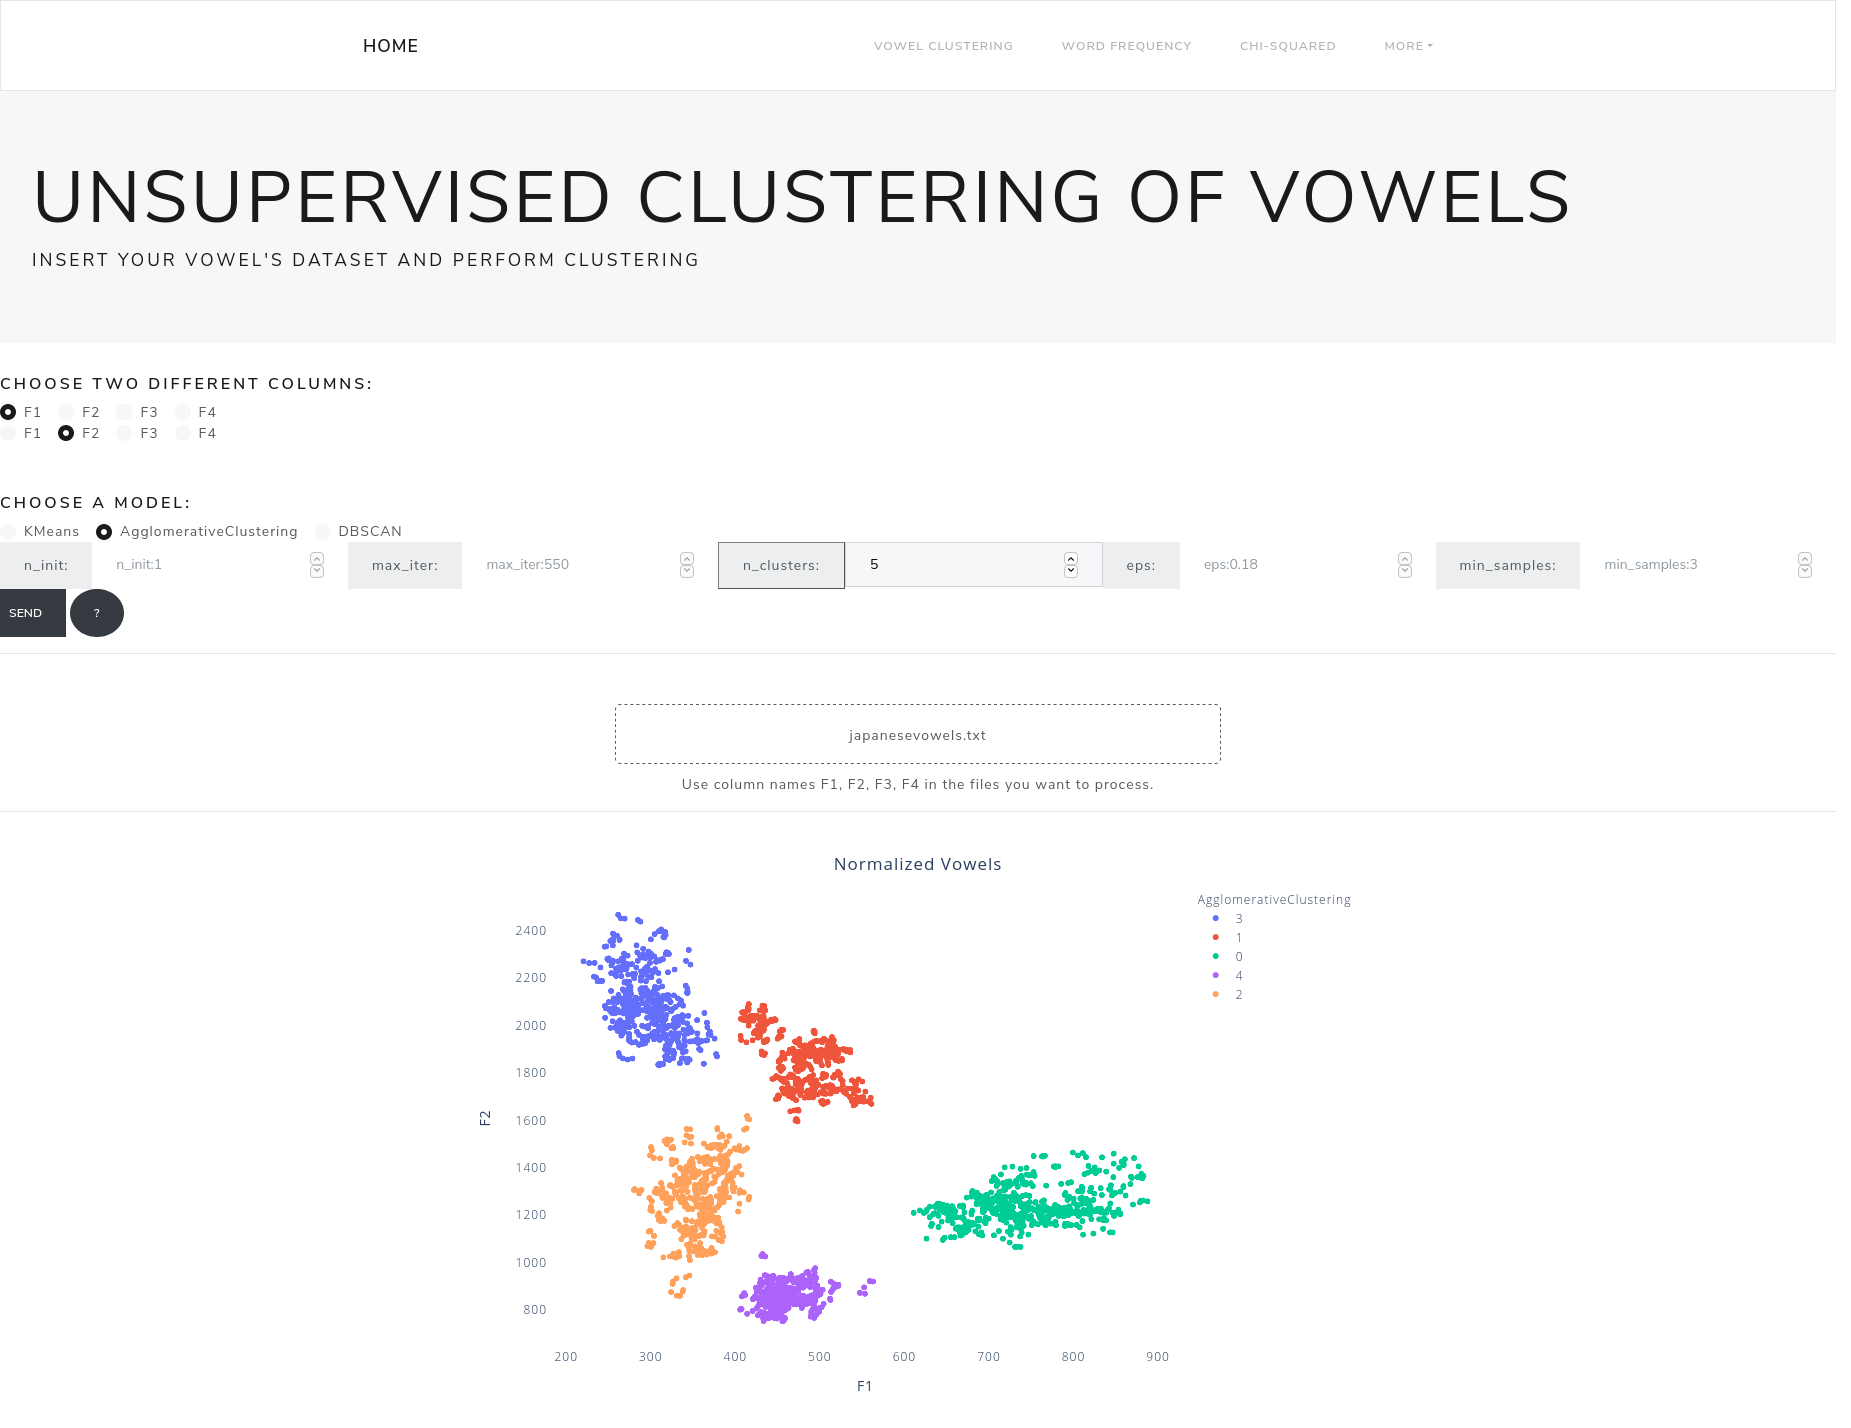 HOME VOWEL CLUSTERING WORD FREQUENCY CHI-SQUARED MORE
UNSUPERVISED CLUSTERING OF VOWELS
INSERT YOUR VOWEL'S DATASET AND PERFORM CLUSTERING
CHOOSE TWO DIFFERENT COLUMNS:
F1 F2 F3 F4
F1 F2 F3 F4
CHOOSE A MODEL:
KMeans AgglomerativeClustering DBSCAN
n_init: n_init:1 max_iter: max_iter:550 n_clusters: 5 eps: eps:0.18 min_samples: min_samples:3
SEND ?
japanesevowels.txt
Use column names F1, F2, F3, F4 in the files you want to process.
Normalized Vowels
AgglomerativeClustering
3
1
0
4
2
2400
2200
2000
1800
1600
1400
1200
1000
800
F2
200 300 400 500 600 700 800 900
F1